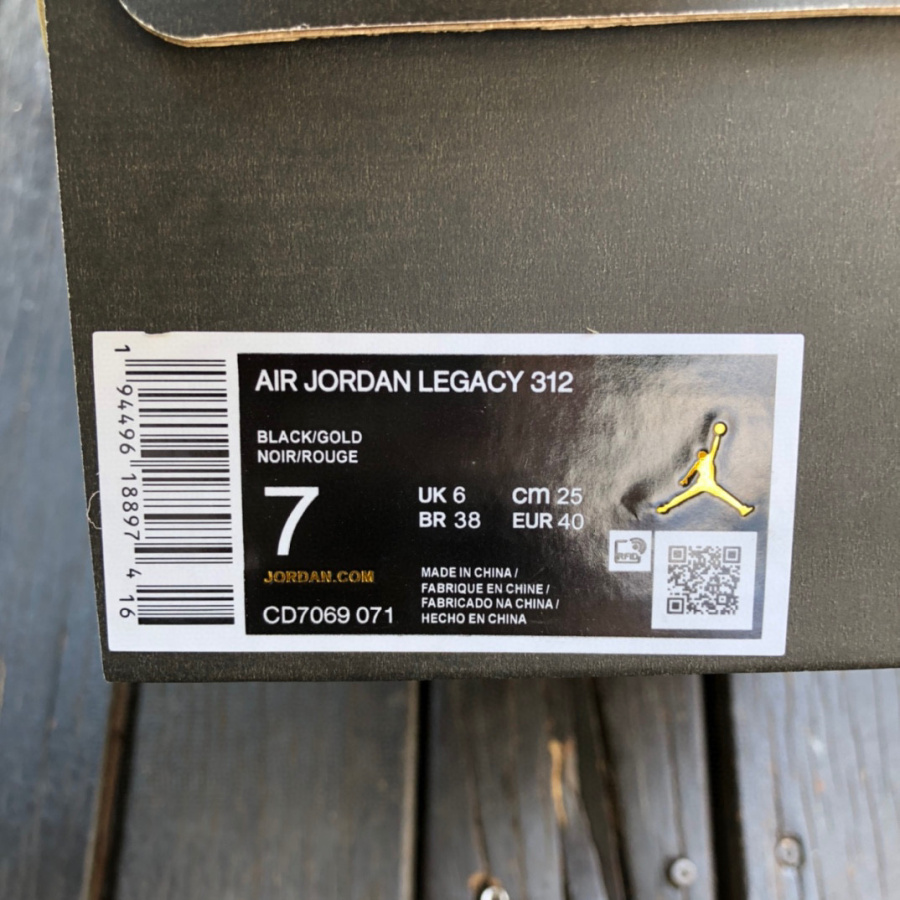 AIR JORDAN LEGACY 312
BLACK/GOLD
NOIR/ROUGE
7
UK 6
cm 25
BR 38
EUR 40
JORDAN.COM
CD7069 071
MADE IN CHINA /
FABRIQUE EN CHINE /
FABRICADO NA CHINA /
HECHO EN CHINA
RFID
1 94496 18897 4 16